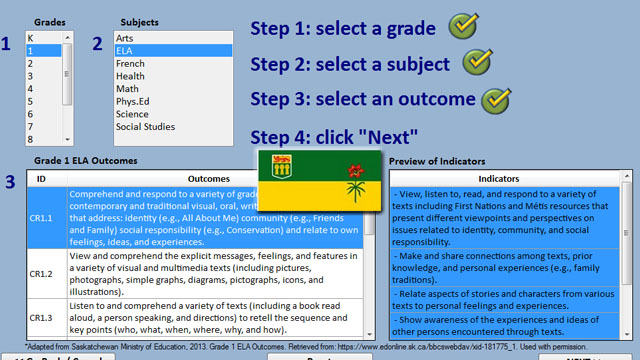 Grades
Subjects
Step 1: select a grade
1
K
1
2
3
4
5
6
7
8
2
Arts
ELA
French
Health
Math
Phys.Ed
Science
Social Studies
Step 2: select a subject
Step 3: select an outcome
Step 4: click "Next"
Grade 1 ELA Outcomes
Preview of Indicators
3
ID
Outcomes
Indicators
CR1.1
Comprehend and respond to a variety of grade
contemporary and traditional visual, oral,
that address: identity (e.g., All About Me) community (e.g., Friends
and Family) social responsibility (e.g., Conservation) and relate to own
feelings, ideas, and experiences.
CR1.2
View and comprehend the explicit messages, feelings, and features in
a variety of visual and multimedia texts (including pictures,
photographs, simple graphs, diagrams, pictographs, icons, and
illustrations).
CR1.3
Listen to and comprehend a variety of texts (including a book read
aloud, a person speaking, and directions) to retell the sequence and
key points (who, what, when, where, why, and how).
- View, listen to, read, and respond to a variety of
texts including First Nations and Métis resources that
present different viewpoints and perspectives on
issues related to identity, community, and social
responsibility.
- Make and share connections among texts, prior
knowledge, and personal experiences (e.g., family
traditions).
- Relate aspects of stories and characters from various
texts to personal feelings and experiences.
- Show awareness of the experiences and ideas of
other persons encountered through texts.
*Adapted from Saskatchewan Ministry of Education, 2013. Grade 1 ELA Outcomes. Retrieved from: https://www.edonline.sk.ca/bbcswebdav/xid-181775_1. Used with permission.